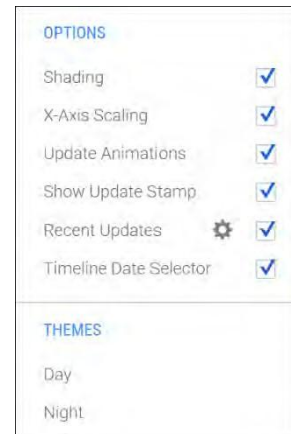 OPTIONS
Shading
X-Axis Scaling
Update Animations
Show Update Stamp
Recent Updates
Timeline Date Selector
THEMES
Day
Night